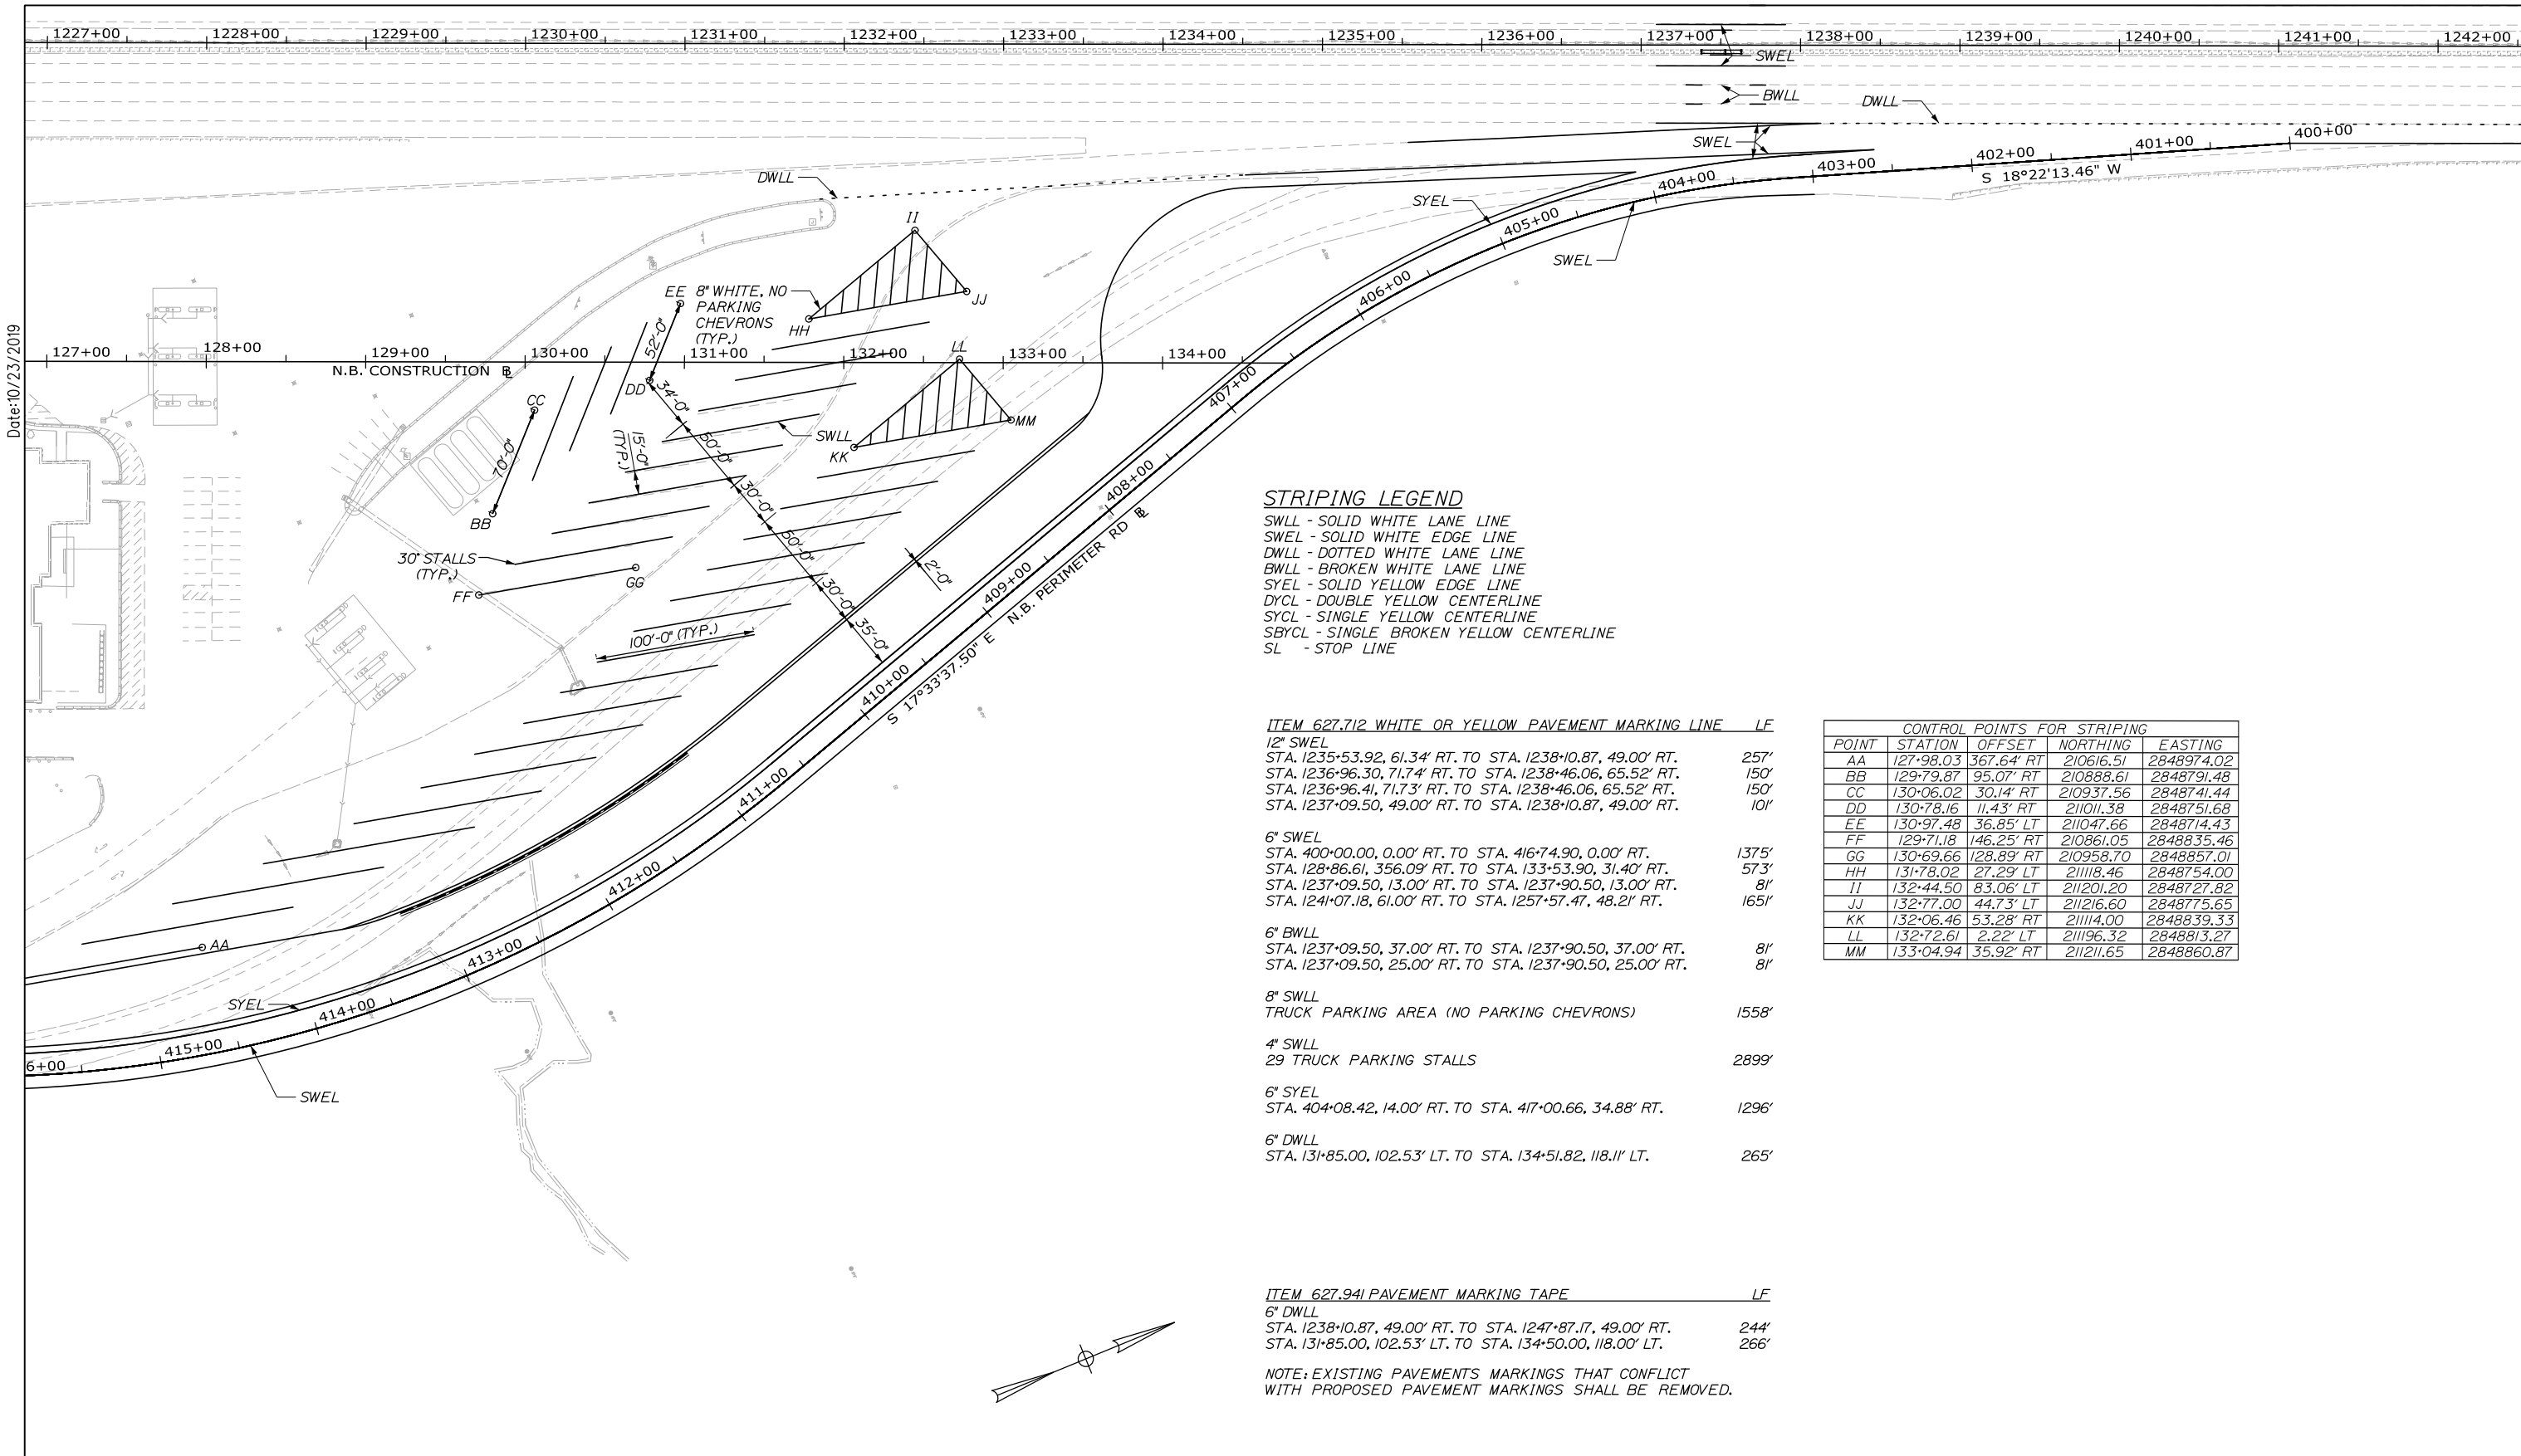 1227+00 1228+00 1229+00 1230+00 1231+00 1232+00 1233+00 1234+00 1235+00 1236+00 1237+00 1238+00 1239+00 1240+00 1241+00 1242+00
SWEL
BWLL
DWLL
SWEL
400+00
401+00
402+00
403+00
S 18°22'13.46" W
404+00
405+00
406+00
407+00
408+00
409+00
410+00
411+00
412+00
413+00
414+00
415+00
6+00
DWLL
SYEL
SWEL
II
JJ
HH
EE
8" WHITE, NO
PARKING
CHEVRONS
(TYP.)
52'-0"
Date:10/23/2019
127+00 128+00 129+00 130+00 131+00 132+00 133+00 134+00
N.B. CONSTRUCTION BL
LL
MM
KK
DD
CC
BB
70'-0"
34'-0"
60'-0"
30'-0"
60'-0"
30'-0"
35'-0"
SWLL
15'-0"
(TYP.)
30° STALLS
(TYP.)
FF
GG
2'-0"
100'-0" (TYP.)
N.B. PERIMETER RD BL
S 17°33'37.50" E
AA
SYEL
SWEL
STRIPING LEGEND
SWLL - SOLID WHITE LANE LINE
SWEL - SOLID WHITE EDGE LINE
DWLL - DOTTED WHITE LANE LINE
BWLL - BROKEN WHITE LANE LINE
SYEL - SOLID YELLOW EDGE LINE
DYCL - DOUBLE YELLOW CENTERLINE
SYCL - SINGLE YELLOW CENTERLINE
SBYCL - SINGLE BROKEN YELLOW CENTERLINE
SL - STOP LINE
ITEM 627.712 WHITE OR YELLOW PAVEMENT MARKING LINE LF
12" SWEL
STA. 1235+53.92, 61.34' RT. TO STA. 1238+10.87, 49.00' RT. 257'
STA. 1236+96.30, 71.74' RT. TO STA. 1238+46.06, 65.52' RT. 150'
STA. 1236+96.41, 71.73' RT. TO STA. 1238+46.06, 65.52' RT. 150'
STA. 1237+09.50, 49.00' RT. TO STA. 1238+10.87, 49.00' RT. 101'
6" SWEL
STA. 400+00.00, 0.00' RT. TO STA. 416+74.90, 0.00' RT. 1375'
STA. 128+86.61, 356.09' RT. TO STA. 133+53.90, 31.40' RT. 573'
STA. 1237+09.50, 13.00' RT. TO STA. 1237+90.50, 13.00' RT. 81'
STA. 1241+07.18, 61.00' RT. TO STA. 1257+57.47, 48.21' RT. 1651'
6" BWLL
STA. 1237+09.50, 37.00' RT. TO STA. 1237+90.50, 37.00' RT. 81'
STA. 1237+09.50, 25.00' RT. TO STA. 1237+90.50, 25.00' RT. 81'
8" SWLL
TRUCK PARKING AREA (NO PARKING CHEVRONS) 1558'
4" SWLL
29 TRUCK PARKING STALLS 2899'
6" SYEL
STA. 404+08.42, 14.00' RT. TO STA. 417+00.66, 34.88' RT. 1296'
6" DWLL
STA. 131+85.00, 102.53' LT. TO STA. 134+51.82, 118.11' LT. 265'
CONTROL POINTS FOR STRIPING
POINT STATION OFFSET NORTHING EASTING
AA 127+98.03 367.64' RT 210616.51 2848974.02
BB 129+79.87 95.07' RT 210888.61 2848791.48
CC 130+06.02 30.14' RT 210937.56 2848741.44
DD 130+78.16 11.43' RT 211011.38 2848751.68
EE 130+97.48 36.85' LT 211047.66 2848714.43
FF 129+71.18 146.25' RT 210861.05 2848835.46
GG 130+69.66 128.89' RT 210958.70 2848857.01
HH 131+78.02 27.29' LT 211118.46 2848754.00
II 132+44.50 83.06' LT 211201.20 2848727.82
JJ 132+77.00 44.73' LT 211216.60 2848775.65
KK 132+06.46 53.28' RT 211114.00 2848839.33
LL 132+72.61 2.22' LT 211196.32 2848813.27
MM 133+04.94 35.92' RT 211211.65 2848860.87
ITEM 627.941 PAVEMENT MARKING TAPE LF
6" DWLL
STA. 1238+10.87, 49.00' RT. TO STA. 1247+87.17, 49.00' RT. 244'
STA. 131+85.00, 102.53' LT. TO STA. 134+50.00, 118.00' LT. 266'
NOTE: EXISTING PAVEMENTS MARKINGS THAT CONFLICT
WITH PROPOSED PAVEMENT MARKINGS SHALL BE REMOVED.